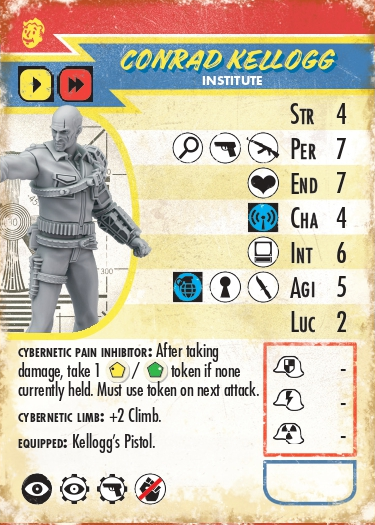 CONRAD KELLOGG
INSTITUTE
STR 4
PER 7
END 7
CHA 4
INT 6
AGI 5
LUC 2
300
CYBERNETIC PAIN INHIBITOR: After taking
damage, take 1 / token if none
currently held. Must use token on next attack.
CYBERNETIC LIMB: +2 Climb.
EQUIPPED: Kellogg's Pistol.
-
-
-